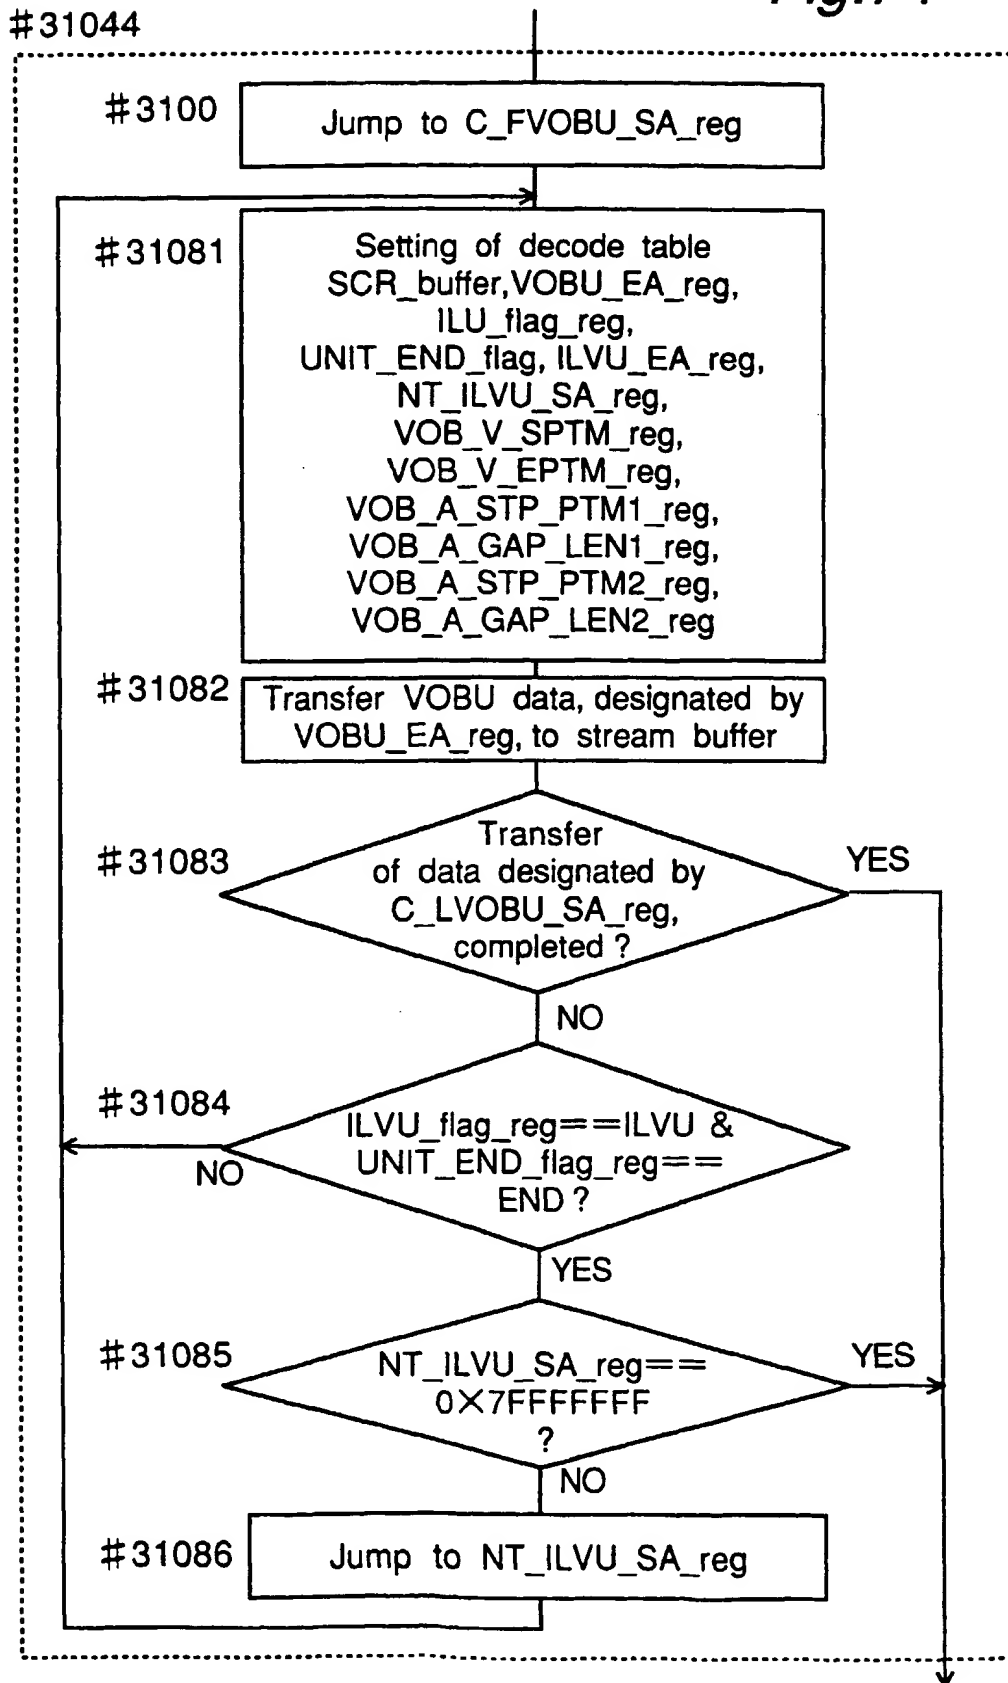 #31044
#3100
Jump to C_FVOBU_SA_reg
#31081
Setting of decode table
SCR_buffer,VOBU_EA_reg,
ILU_flag_reg,
UNIT_END_flag, ILVU_EA_reg,
NT_ILVU_SA_reg,
VOB_V_SPTM_reg,
VOB_V_EPTM_reg,
VOB_A_STP_PTM1_reg,
VOB_A_GAP_LEN1_reg,
VOB_A_STP_PTM2_reg,
VOB_A_GAP_LEN2_reg
#31082
Transfer VOBU data, designated by
VOBU_EA_reg, to stream buffer
#31083
Transfer
of data designated by
C_LVOBU_SA_reg,
completed ?
YES
NO
#31084
ILVU_flag_reg==ILVU &
UNIT_END_flag_reg==
END ?
NO
YES
#31085
NT_ILVU_SA_reg==
0X7FFFFFFF
?
YES
NO
#31086
Jump to NT_ILVU_SA_reg